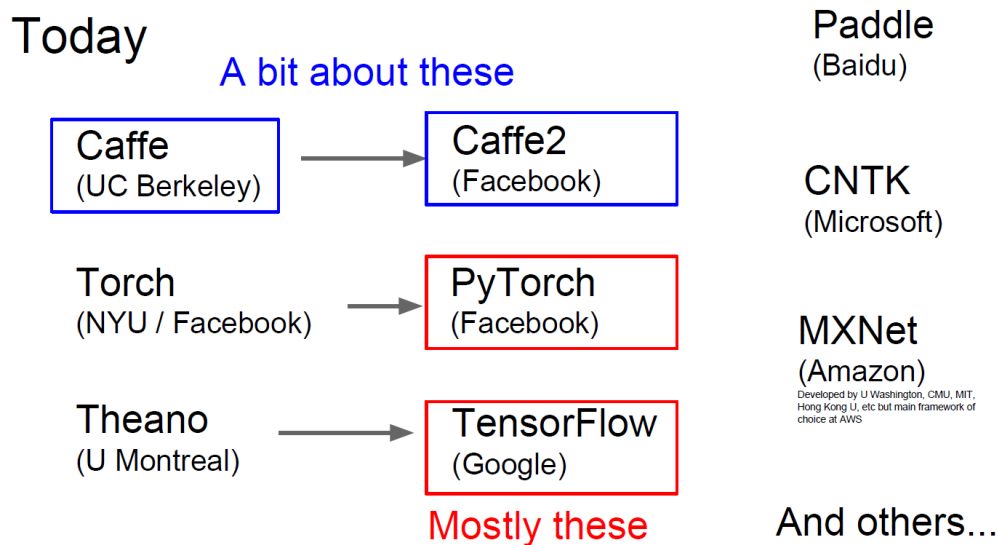 Today
A bit about these
Caffe
(UC Berkeley)
Caffe2
(Facebook)
Torch
(NYU / Facebook)
PyTorch
(Facebook)
Theano
(U Montreal)
TensorFlow
(Google)
Mostly these
Paddle
(Baidu)
CNTK
(Microsoft)
MXNet
(Amazon)
Developed by U Washington, CMU, MIT,
Hong Kong U, etc but main framework of
choice at AWS
And others...